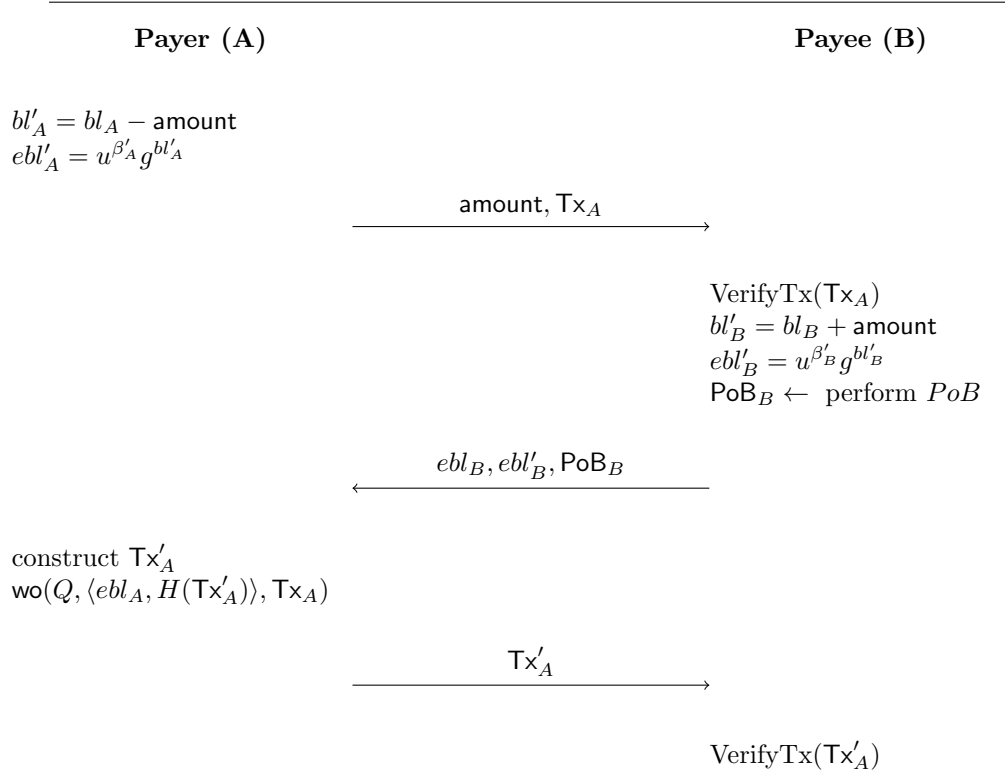 Payer (A) Payee (B)
bl′_A = bl_A − amount
ebl′_A = u^{β′_A} g^{bl′_A}
amount, Tx_A
VerifyTx(Tx_A)
bl′_B = bl_B + amount
ebl′_B = u^{β′_B} g^{bl′_B}
PoB_B ← perform PoB
ebl_B, ebl′_B, PoB_B
construct Tx′_A
wo(Q, ⟨ebl_A, H(Tx′_A)⟩, Tx_A)
Tx′_A
VerifyTx(Tx′_A)